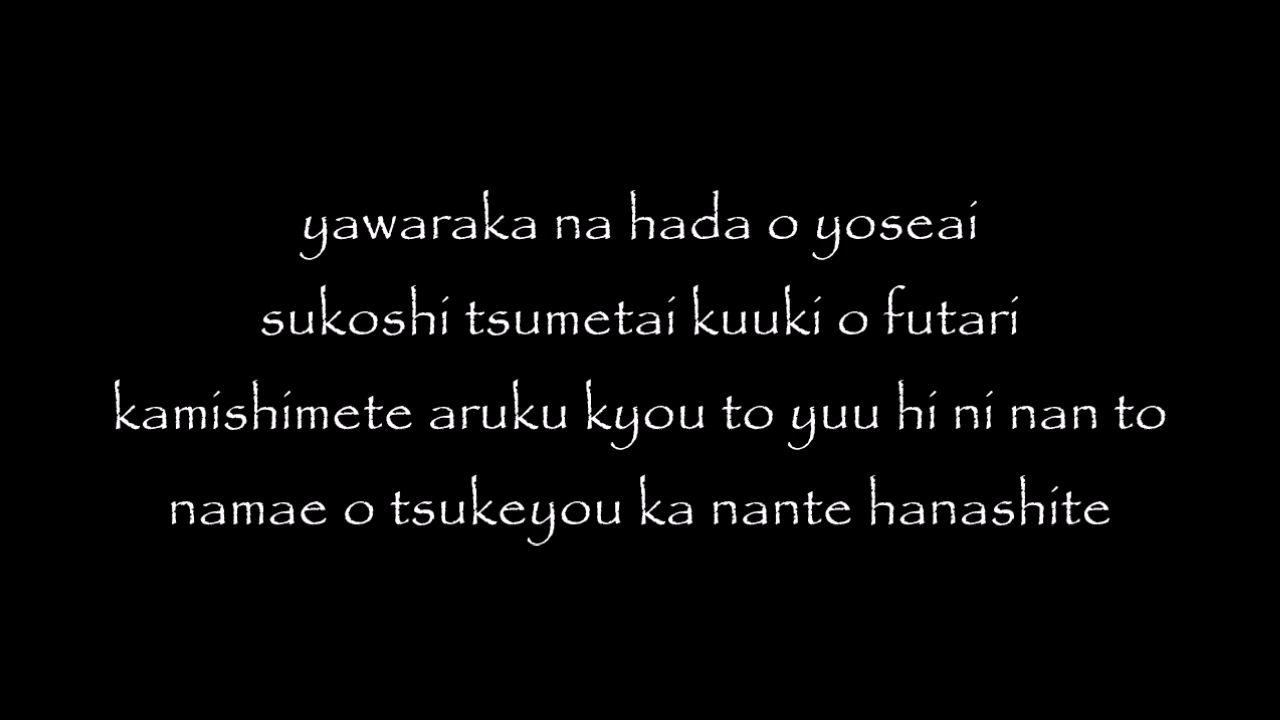 yawaraka na hada o yoseai
sukoshi tsumetai kuuki o futari
kamishimete aruku kyou to yuu hi ni nan to
namae o tsukeyou ka nante hanashite